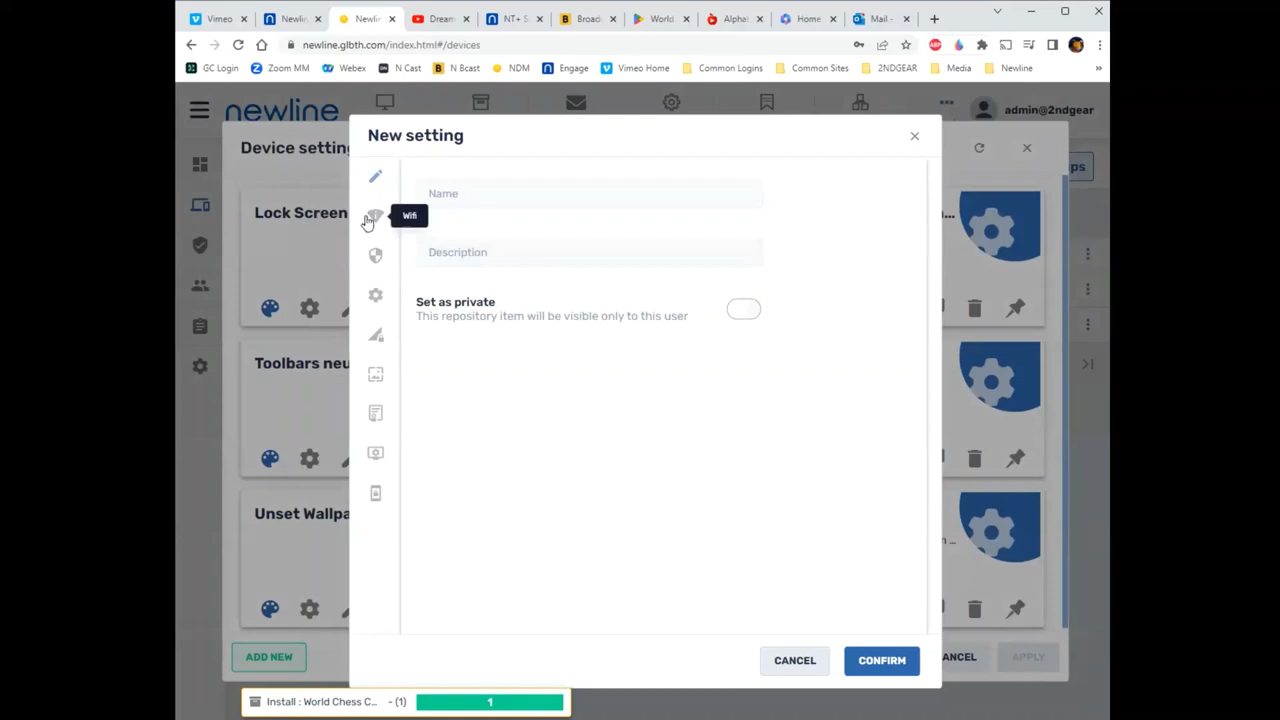 Vimeo
Newlin
Newlin
Dream
NT+ S
Broad
World
Alpha
Home
Mail -
newline.glbth.com/index.html#/devices
GC Login
Zoom MM
Webex
N Cast
N Bcast
NDM
Engage
Vimeo Home
Common Logins
Common Sites
2NDGEAR
Media
Newline
»
newline
admin@2ndgear
Device setting
New setting
Lock Screen
Name
Wifi
Description
Set as private
This repository item will be visible only to this user
Toolbars neu
Unset Wallpa
ADD NEW
CANCEL
CONFIRM
ANCEL
APPLY
Install : World Chess C... - (1)
1